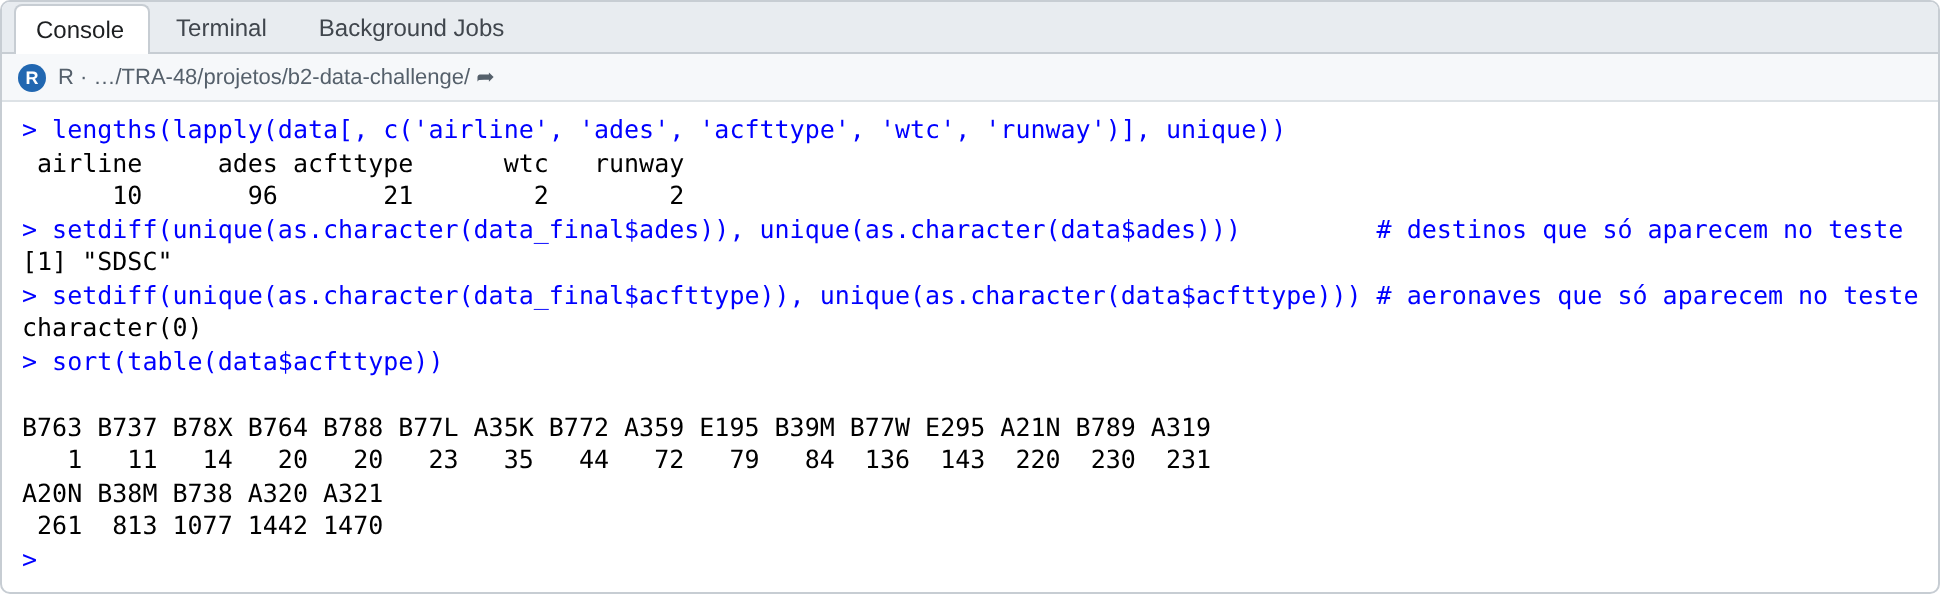 Console Terminal Background Jobs
R R · …/TRA-48/projetos/b2-data-challenge/ ➦
> lengths(lapply(data[, c('airline', 'ades', 'acfttype', 'wtc', 'runway')], unique))
 airline     ades acfttype      wtc   runway
      10       96       21        2        2
> setdiff(unique(as.character(data_final$ades)), unique(as.character(data$ades)))         # destinos que só aparecem no teste
[1] "SDSC"
> setdiff(unique(as.character(data_final$acfttype)), unique(as.character(data$acfttype))) # aeronaves que só aparecem no teste
character(0)
> sort(table(data$acfttype))

B763 B737 B78X B764 B788 B77L A35K B772 A359 E195 B39M B77W E295 A21N B789 A319
   1   11   14   20   20   23   35   44   72   79   84  136  143  220  230  231
A20N B38M B738 A320 A321
 261  813 1077 1442 1470
>